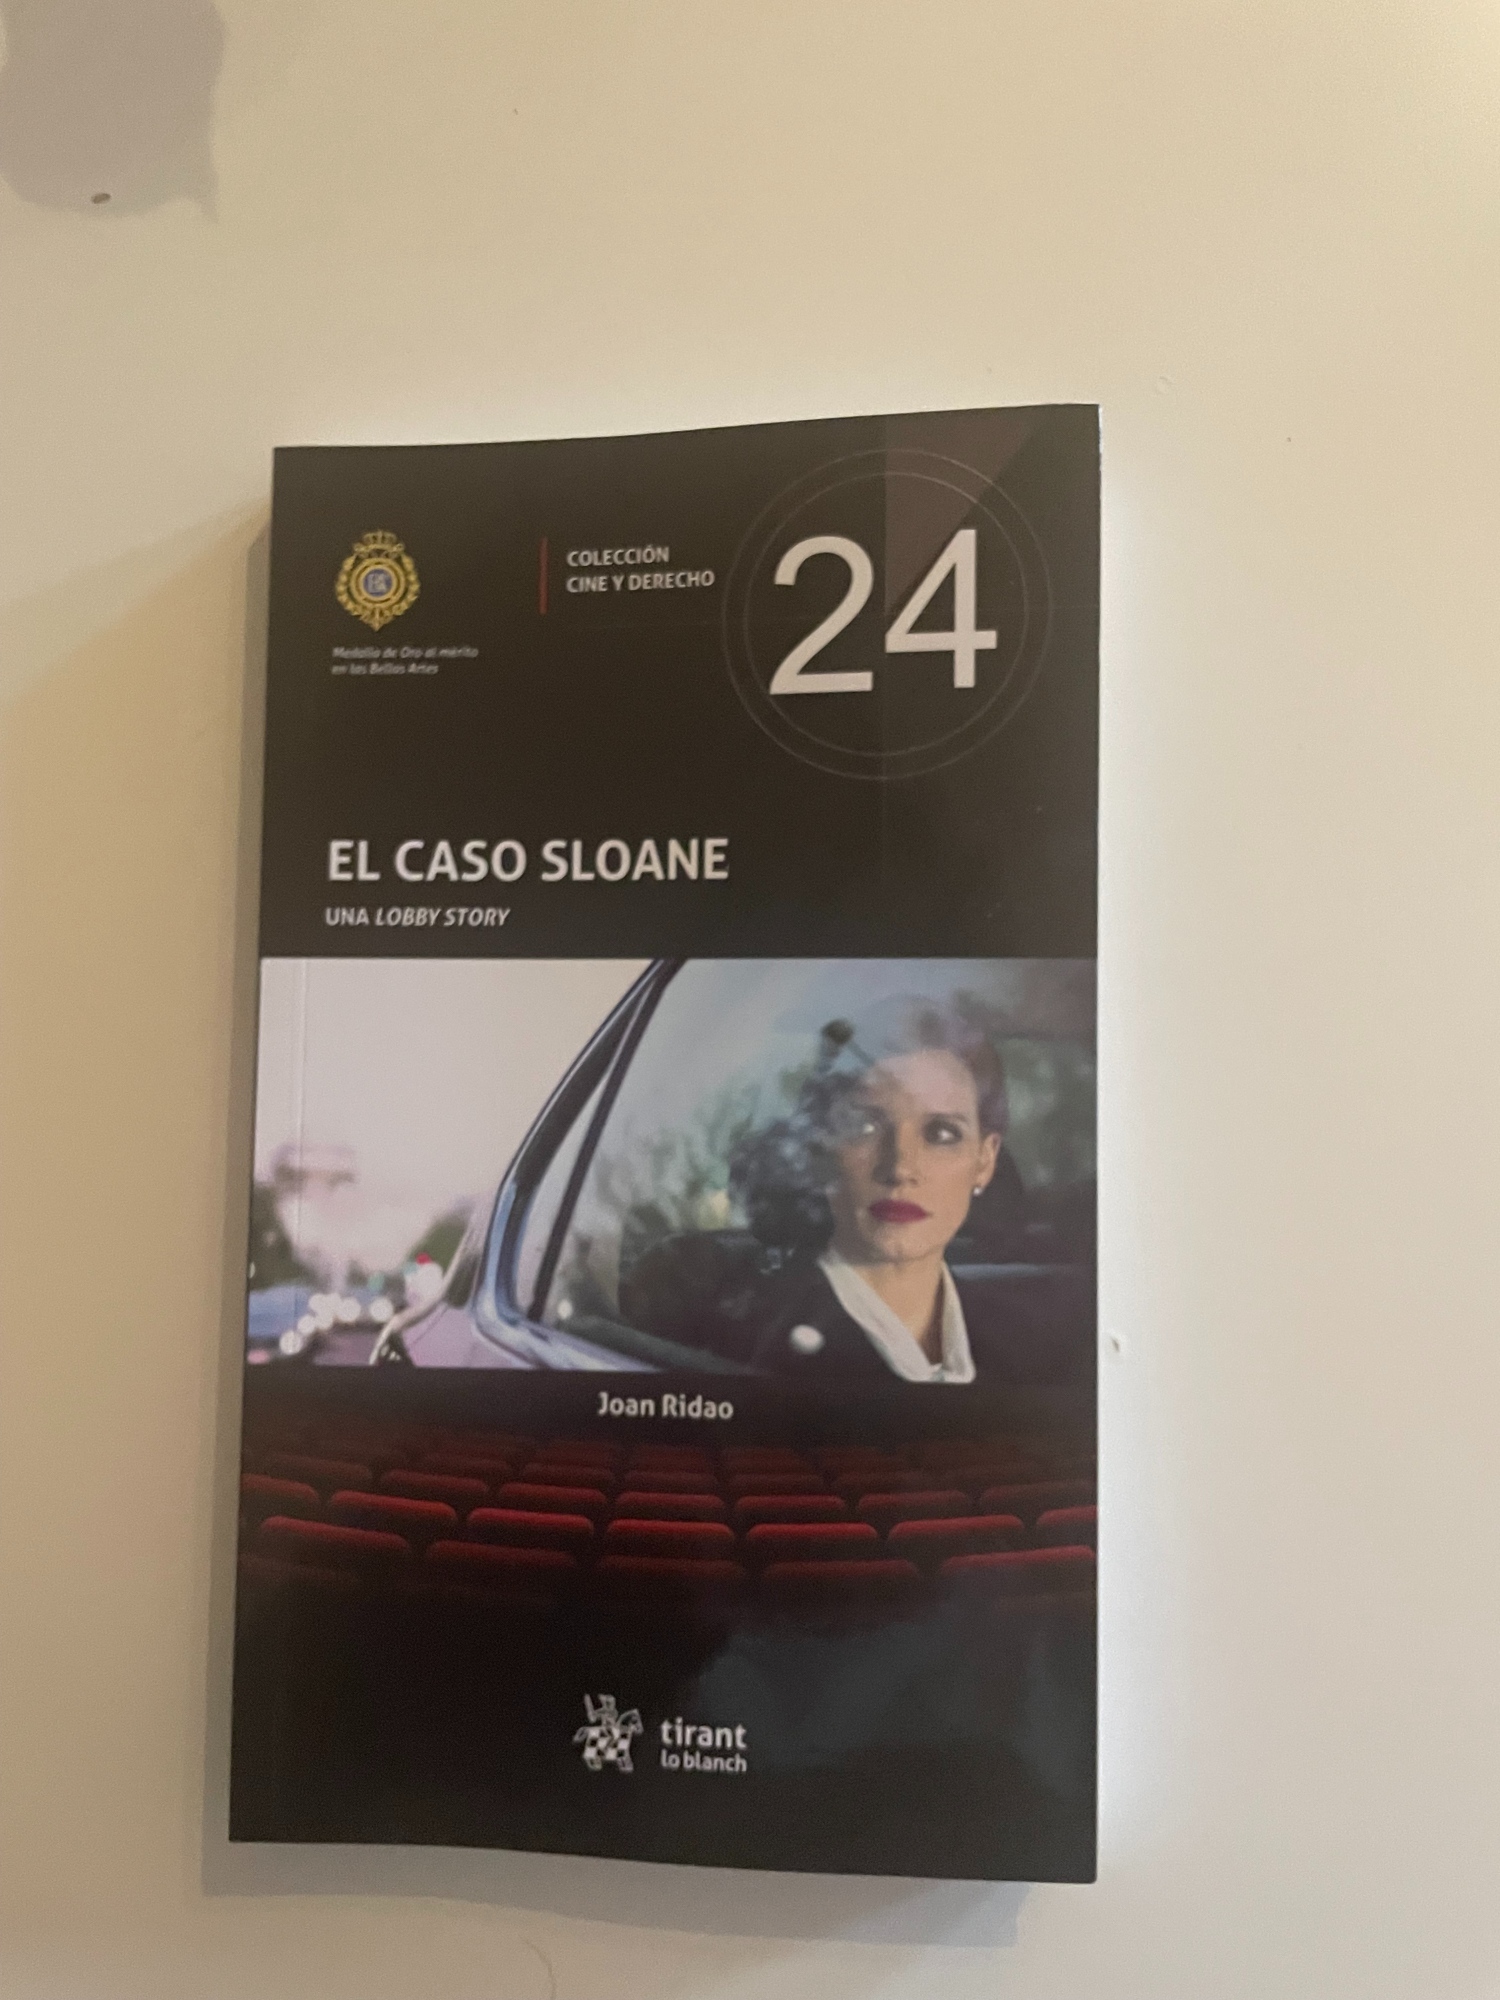 COLECCIÓN
CINE Y DERECHO
24
Medalla de Oro al mérito
en las Bellas Artes
EL CASO SLOANE
UNA LOBBY STORY
Joan Ridao
tirant
lo blanch